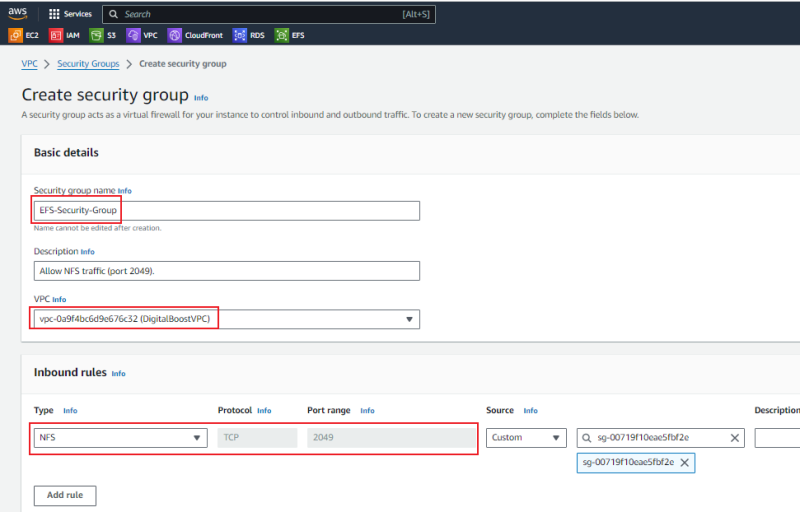 aws Services Search [Alt+S]
EC2 IAM S3 VPC CloudFront RDS EFS
VPC > Security Groups > Create security group
Create security group Info
A security group acts as a virtual firewall for your instance to control inbound and outbound traffic. To create a new security group, complete the fields below.
Basic details
Security group name Info
EFS-Security-Group
Name cannot be edited after creation.
Description Info
Allow NFS traffic (port 2049).
VPC Info
vpc-0a9f4bc6d9e676c32 (DigitalBoostVPC)
Inbound rules Info
Type Info Protocol Info Port range Info Source Info Description
NFS TCP 2049 Custom sg-00719f10eae5fbf2e
sg-00719f10eae5fbf2e
Add rule